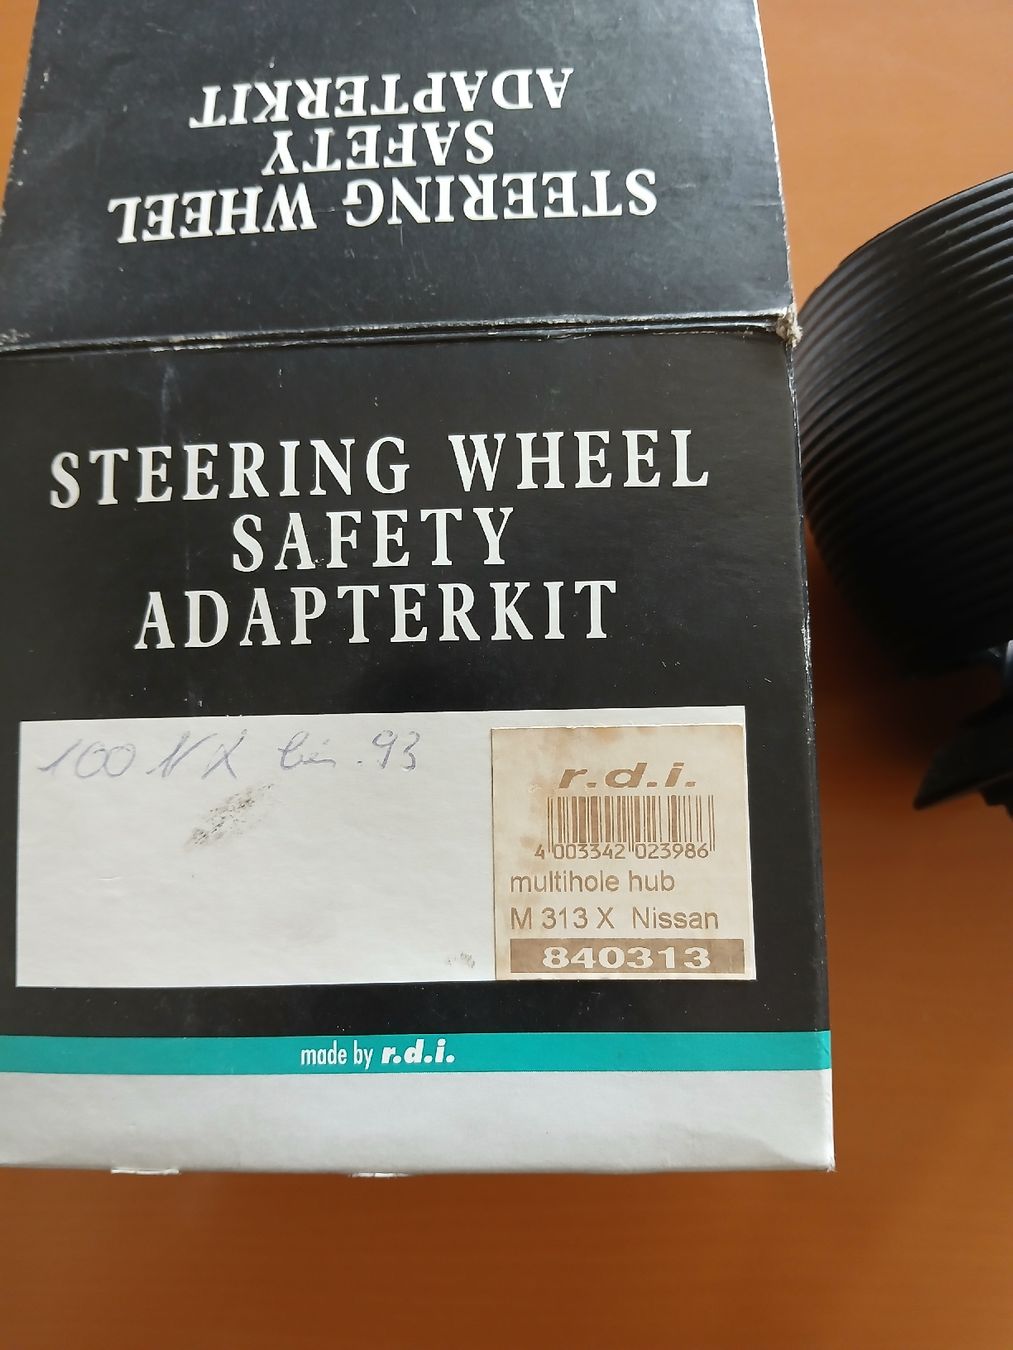 STEERING WHEEL
SAFETY
ADAPTERKIT
STEERING WHEEL
SAFETY
ADAPTERKIT
100 NX bis .93
r.d.i.
4 003342 023986
multihole hub
M 313 X Nissan
840313
made by r.d.i.